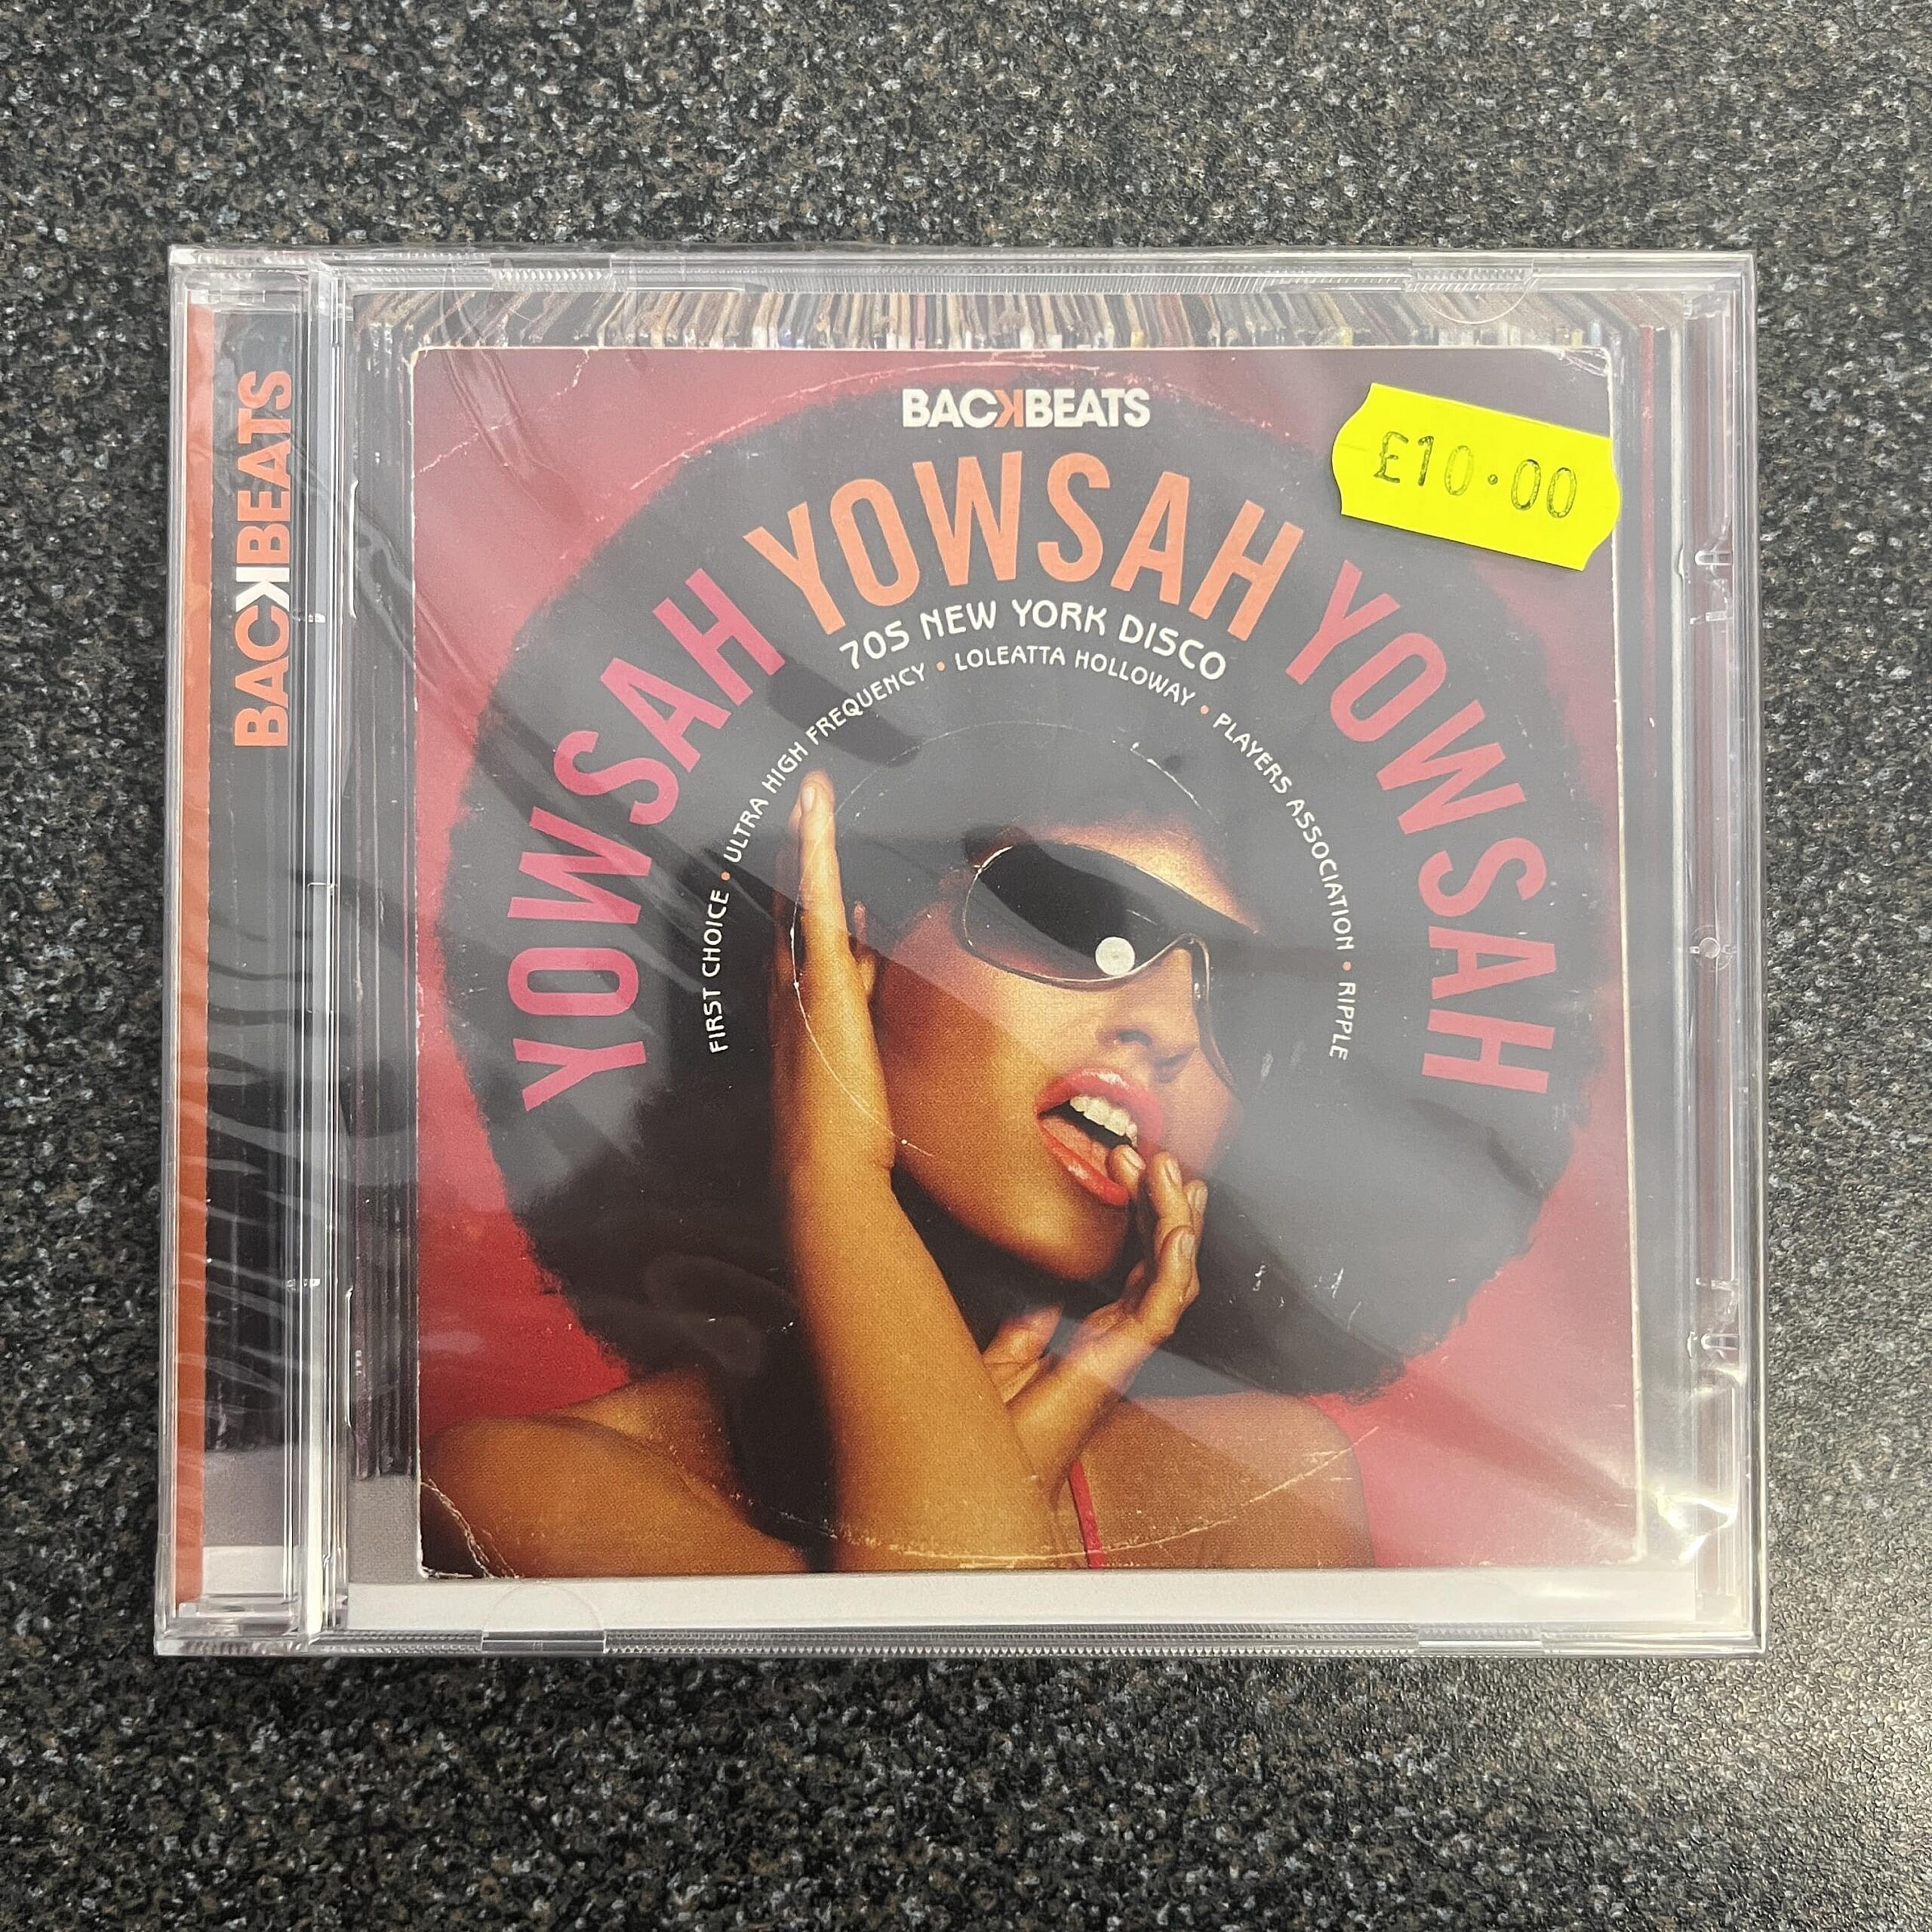 BACKBEATS
BACKBEATS
£10.00
YOWSAH YOWSAH YOWSAH
70S NEW YORK DISCO
FIRST CHOICE • ULTRA HIGH FREQUENCY • LOLEATTA HOLLOWAY • PLAYERS ASSOCIATION • RIPPLE